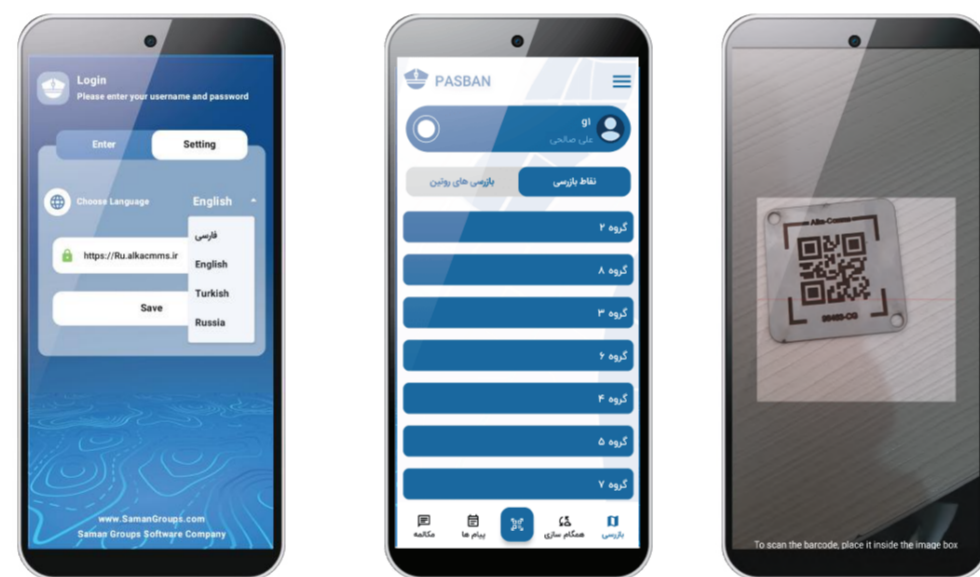 Login
Please enter your username and password
Enter
Setting
Choose Language
English
فارسی
English
Turkish
Russia
https://Ru.alkacmms.ir
Save
www.SamanGroups.com
Saman Groups Software Company
PASBAN
g1
علی صالحی
نقاط بازرسی
بازرسی های روتین
گروه ۲
گروه ۸
گروه ۳
گروه ۶
گروه ۴
گروه ۵
گروه ۷
بازرسی
همگام سازی
پیام ها
مکالمه
To scan the barcode, place it inside the image box